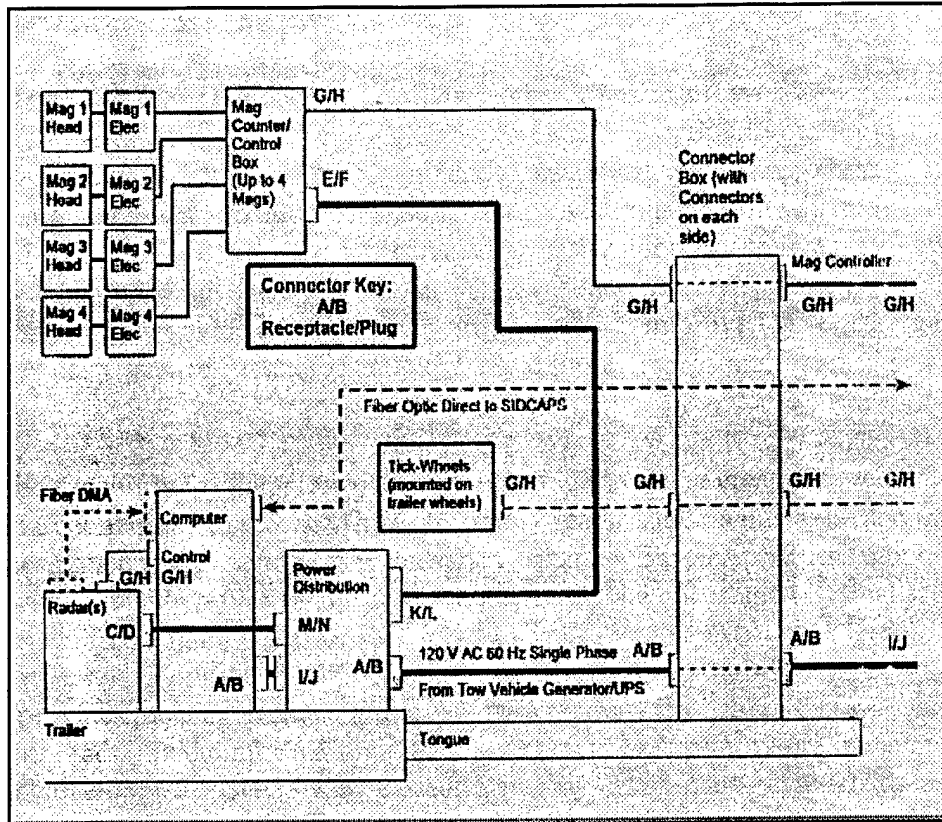 G/H
Mag 1
Head
Mag 1
Elec
Mag
Counter/
Control
Box
(Up to 4
Mags)
Mag 2
Head
Mag 2
Elec
E/F
Connector
Box (with
Connectors
on each
side)
Mag 3
Head
Mag 3
Elec
Mag 4
Head
Mag 4
Elec
Connector Key:
A/B
Receptacle/Plug
Mag Controller
G/H
G/H
G/H
Fiber Optic Direct to SIDCAPS
Tick-Wheels
(mounted on
trailer wheels)
G/H
G/H
G/H
G/H
Fiber DMA
Computer
Control
G/H
G/H
Radar(s)
C/D
Power
Distribution
M/N
K/L
A/B
I/J
A/B
120 V AC 60 Hz Single Phase
From Tow Vehicle Generator/UPS
A/B
A/B
I/J
Trailer
Tongue